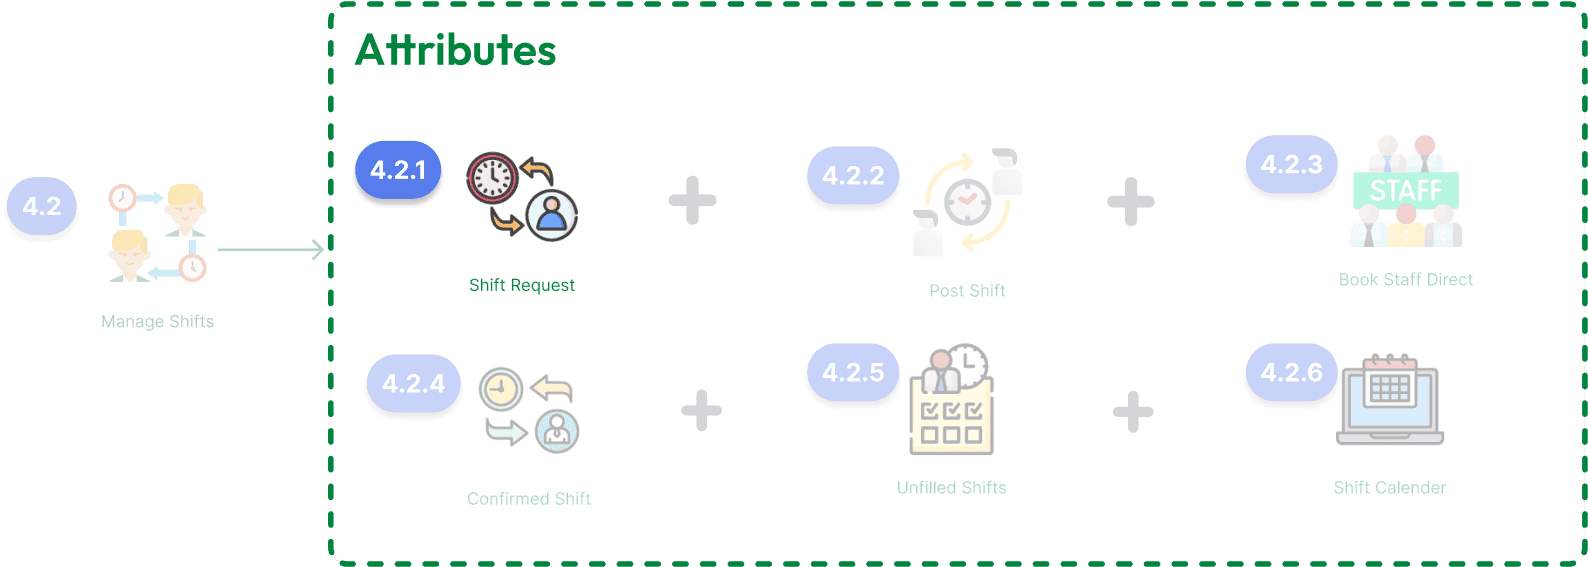 Attributes
4.2
Manage Shifts
4.2.1
Shift Request
4.2.2
Post Shift
4.2.3
STAFF
Book Staff Direct
4.2.4
Confirmed Shift
4.2.5
Unfilled Shifts
4.2.6
Shift Calender